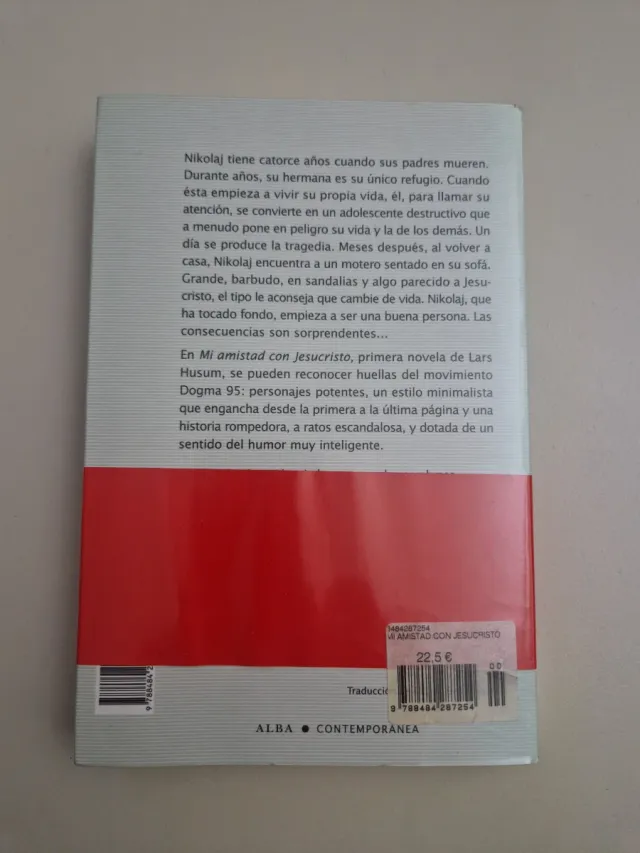 Nikolaj tiene catorce años cuando sus padres mueren.
Durante años, su hermana es su único refugio. Cuando
ésta empieza a vivir su propia vida, él, para llamar su
atención, se convierte en un adolescente destructivo que
a menudo pone en peligro su vida y la de los demás. Un
día se produce la tragedia. Meses después, al volver a
casa, Nikolaj encuentra a un motero sentado en su sofá.
Grande, barbudo, en sandalias y algo parecido a Jesu-
cristo, el tipo le aconseja que cambie de vida. Nikolaj, que
ha tocado fondo, empieza a ser una buena persona. Las
consecuencias son sorprendentes...
En Mi amistad con Jesucristo, primera novela de Lars
Husum, se pueden reconocer huellas del movimiento
Dogma 95: personajes potentes, un estilo minimalista
que engancha desde la primera a la última página y una
historia rompedora, a ratos escandalosa, y dotada de un
sentido del humor muy inteligente.
8484287254
MI AMISTAD CON JESUCRISTO
22,5 €
00
9 788484 287254
9 788484 2
Traducción
ALBA ● CONTEMPORÁNEA